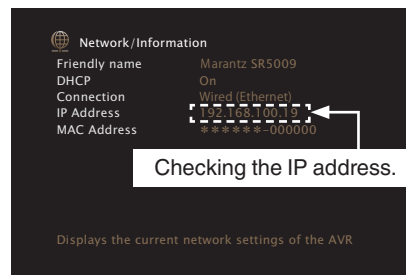 Network/Information
Friendly name Marantz SR5009
DHCP On
Connection Wired (Ethernet)
IP Address 192.168.100.19
MAC Address ******-000000
Checking the IP address.
Displays the current network settings of the AVR